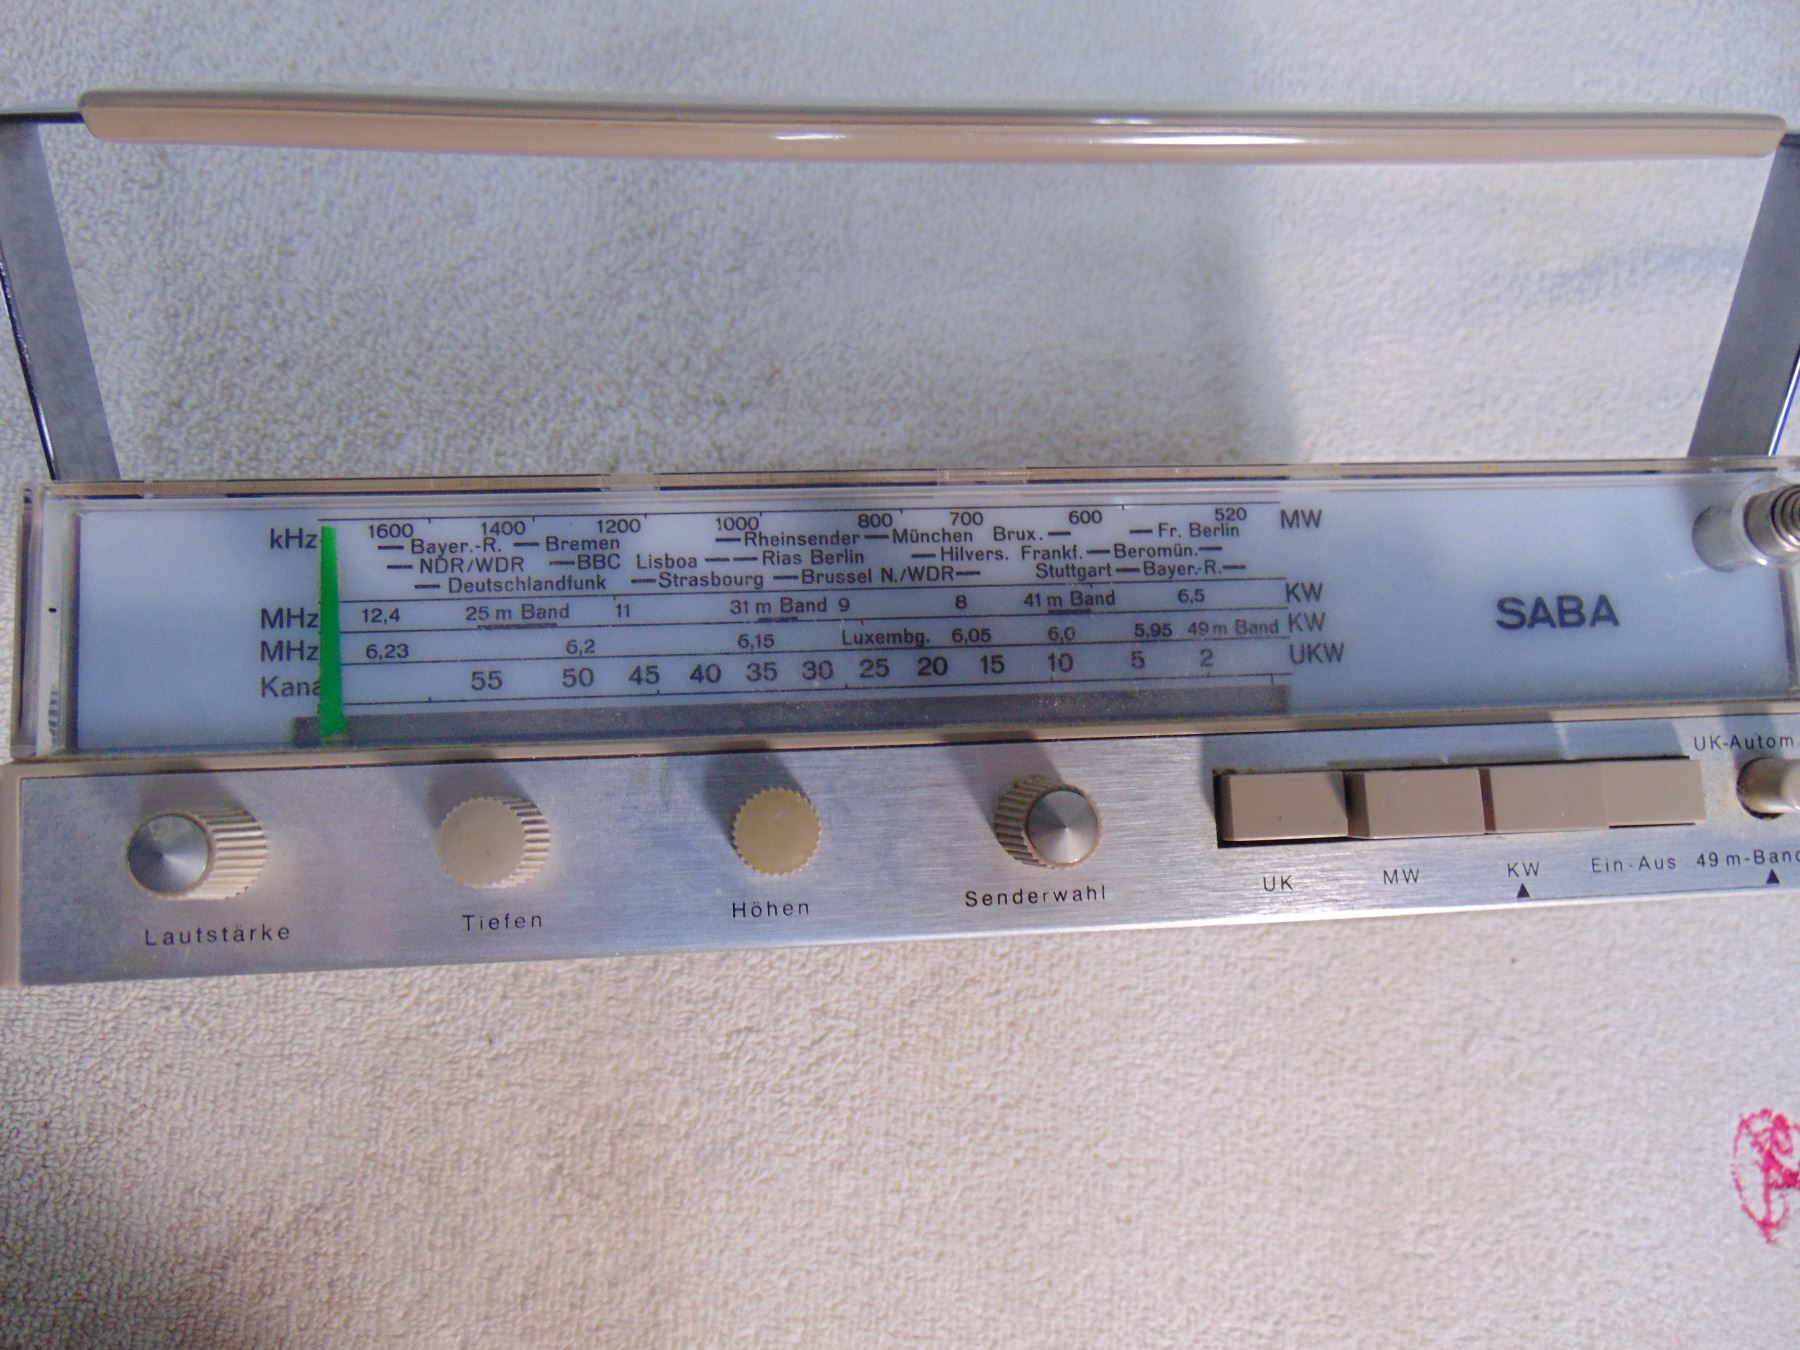 kHz 1600 1400 1200 1000 800 700 600 520 MW
Bayer.-R. Bremen Rheinsender München Brux. Fr. Berlin
NDR/WDR BBC Lisboa Rias Berlin Hilvers. Frankf. Beromün.
Deutschlandfunk Strasbourg Brussel N./WDR Stuttgart Bayer.-R.
MHz 12,4 25 m Band 11 31 m Band 9 8 41 m Band 6,5 KW
MHz 6,23 6,2 6,15 Luxembg. 6,05 6,0 5,95 49 m Band KW
Kana 55 50 45 40 35 30 25 20 15 10 5 2 UKW
SABA
UK-Autom.
Lautstärke Tiefen Höhen Senderwahl UK MW KW Ein-Aus 49 m-Band